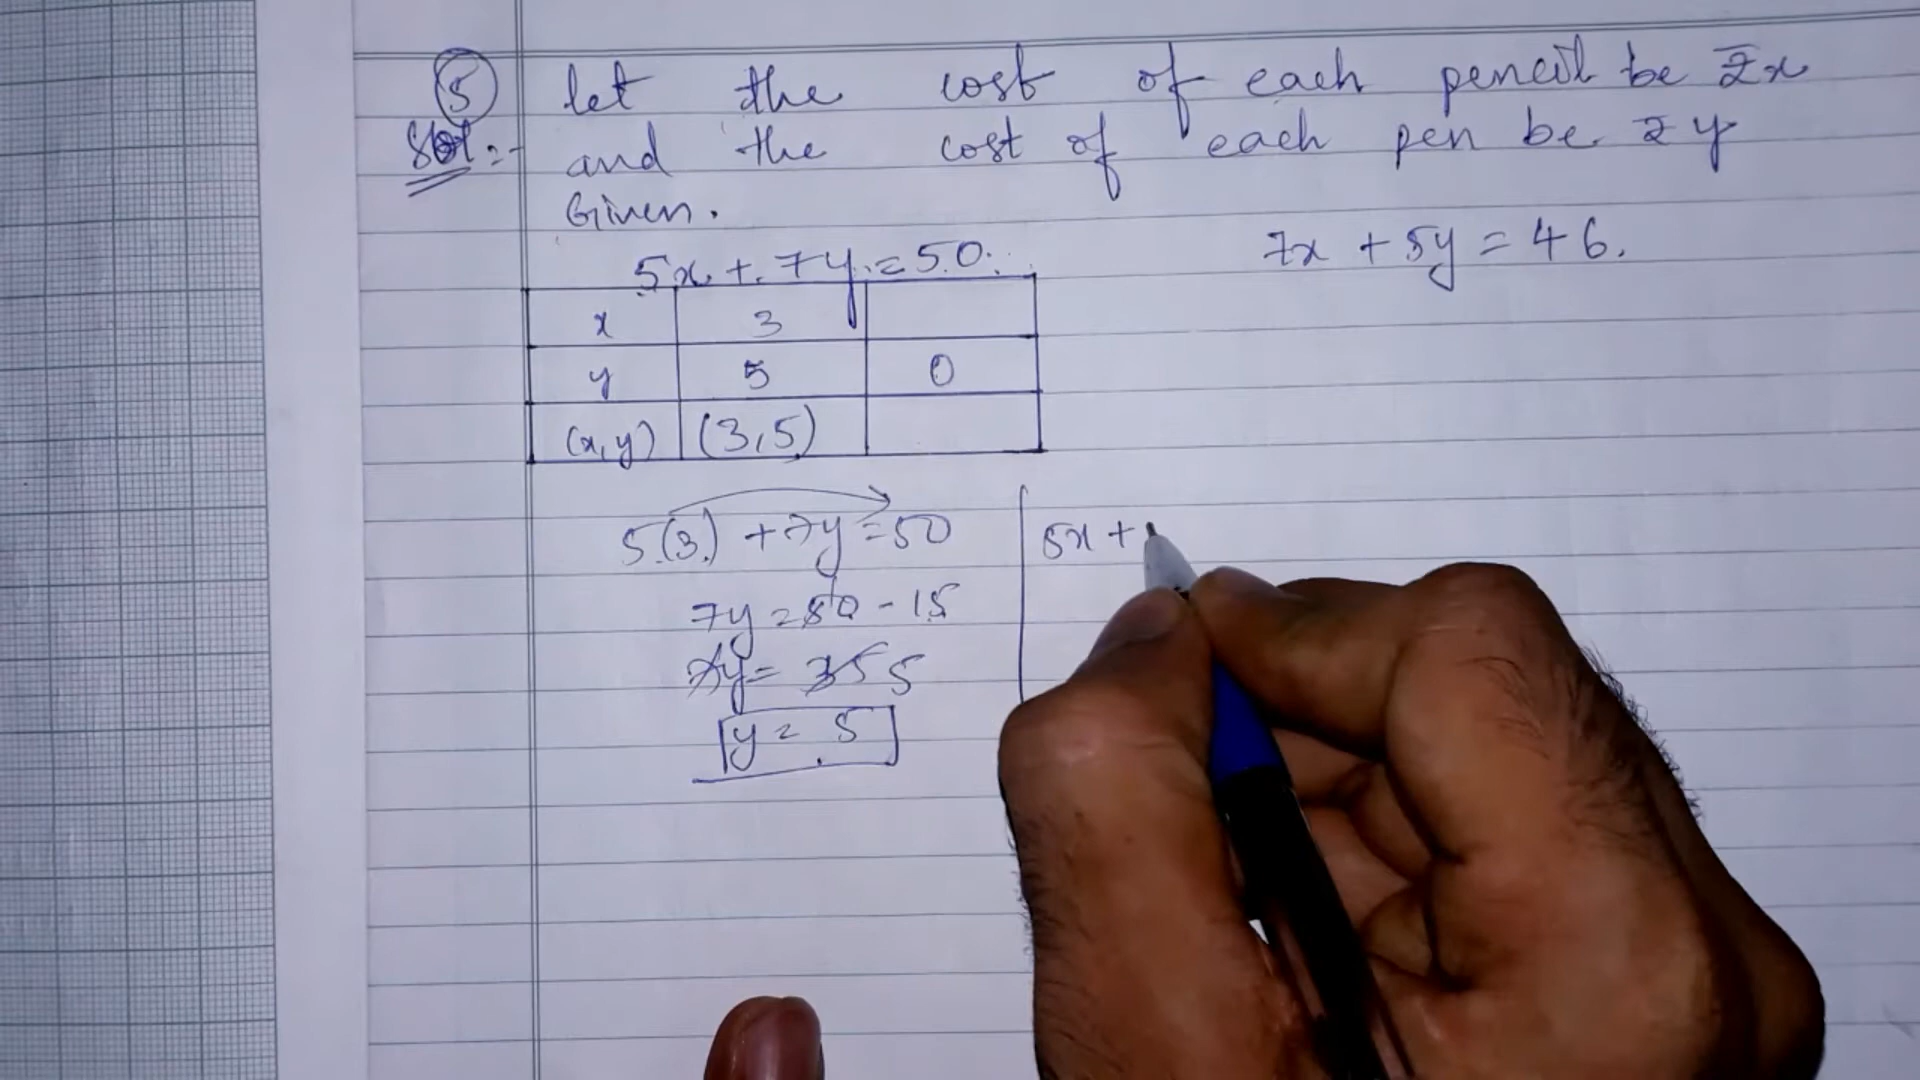 5 let the cost of each pencil be ₹x
Sol:- and the cost of each pen be ₹y
Given.
5x + 7y = 50. 7x + 5y = 46.
x 3
y 5 0
(x,y) (3,5)
5(3) + 7y = 50 5x +
7y = 50 - 15
7y = 35 5
y = 5